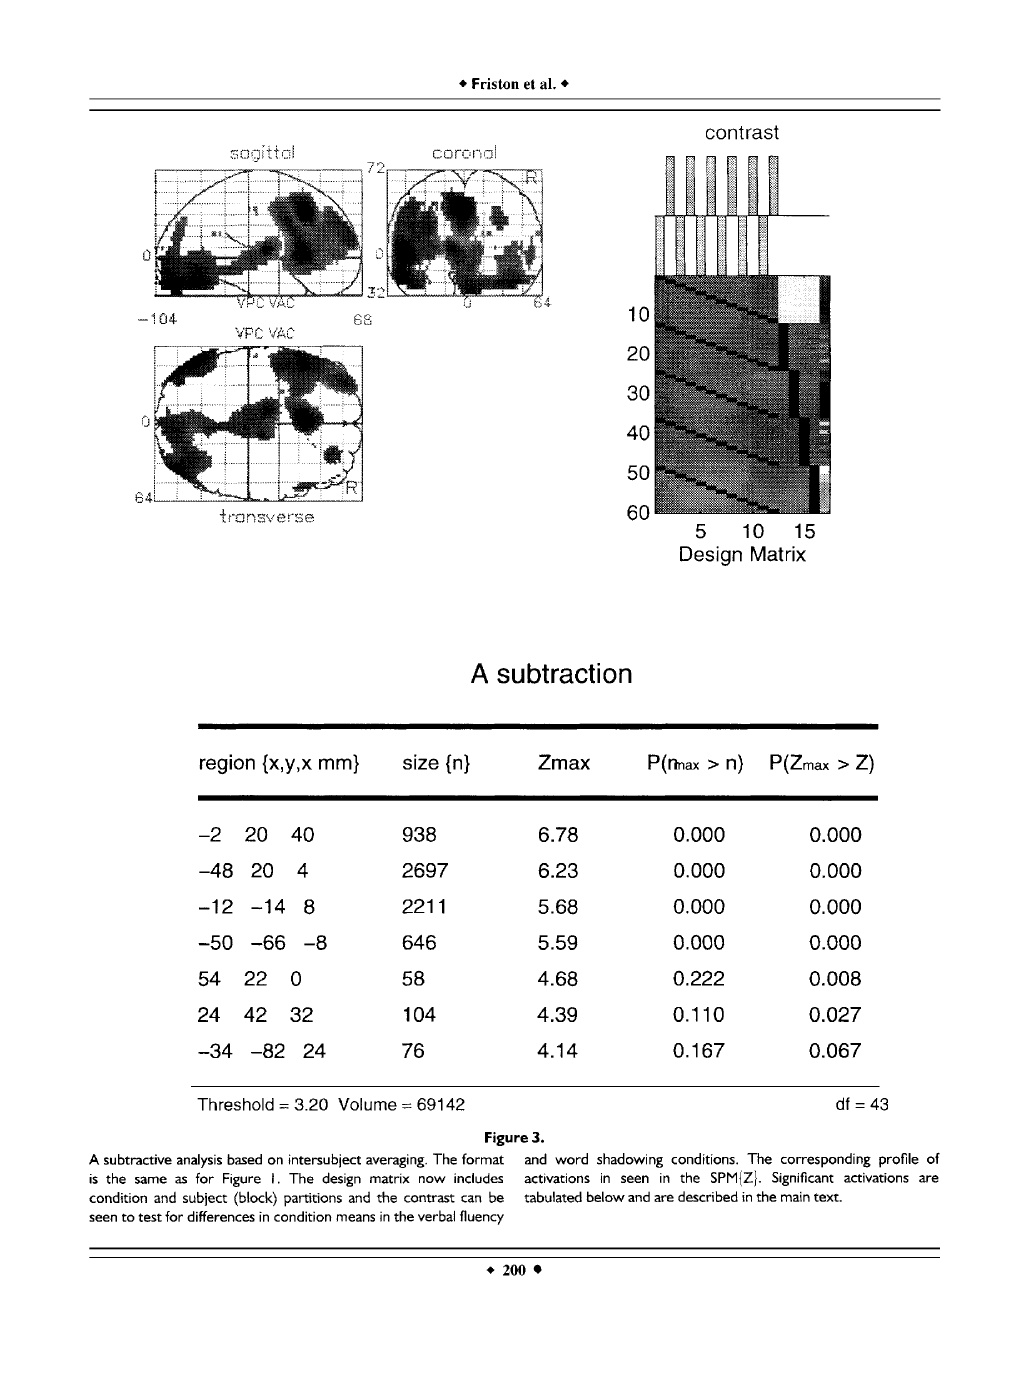 ◆ Friston et al. ◆
contrast
sagittal
coronal
72
R
0
0
32
VPC VAC
0
64
−104
68
VPC VAC
0
R
64
transverse
10
20
30
40
50
60
5 10 15
Design Matrix
A subtraction
region {x,y,x mm} size {n} Zmax P(nmax > n) P(Zmax > Z)
−2 20 40 938 6.78 0.000 0.000
−48 20 4 2697 6.23 0.000 0.000
−12 −14 8 2211 5.68 0.000 0.000
−50 −66 −8 646 5.59 0.000 0.000
54 22 0 58 4.68 0.222 0.008
24 42 32 104 4.39 0.110 0.027
−34 −82 24 76 4.14 0.167 0.067
Threshold = 3.20 Volume = 69142 df = 43
Figure 3.
A subtractive analysis based on intersubject averaging. The format
is the same as for Figure 1. The design matrix now includes
condition and subject (block) partitions and the contrast can be
seen to test for differences in condition means in the verbal fluency
and word shadowing conditions. The corresponding profile of
activations in seen in the SPM{Z}. Significant activations are
tabulated below and are described in the main text.
◆ 200 ●